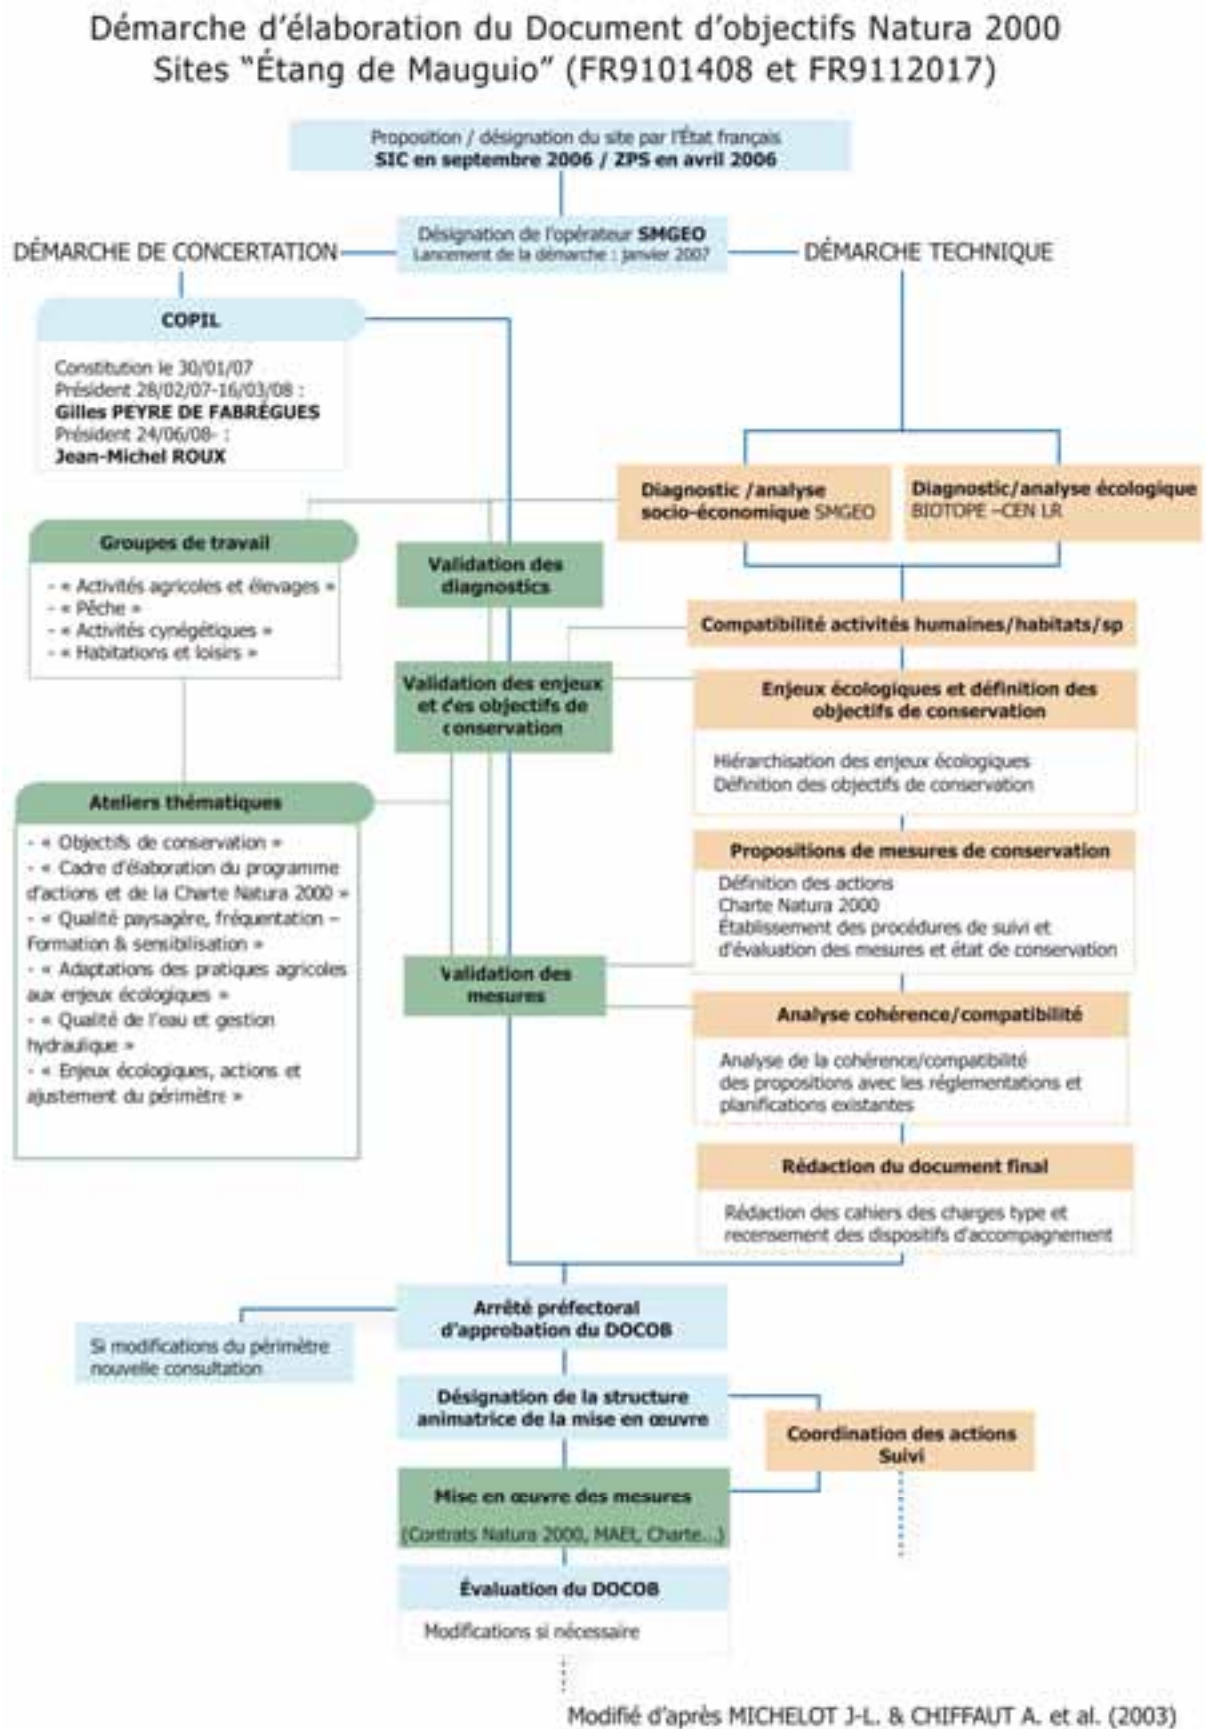 Démarche d'élaboration du Document d'objectifs Natura 2000
Sites "Étang de Mauguio" (FR9101408 et FR9112017)
Proposition / désignation du site par l'État français
SIC en septembre 2006 / ZPS en avril 2006
Désignation de l'opérateur SMGEO
Lancement de la démarche : Janvier 2007
DÉMARCHE DE CONCERTATION
DÉMARCHE TECHNIQUE
COPIL
Constitution le 30/01/07
Président 28/02/07-16/03/08 :
Gilles PEYRE DE FABRÈGUES
Président 24/06/08- :
Jean-Michel ROUX
Diagnostic /analyse
socio-économique SMGEO
Diagnostic/analyse écologique
BIOTOPE –CEN LR
Groupes de travail
- « Activités agricoles et élevages »
- « Pêche »
- « Activités cynégétiques »
- « Habitations et loisirs »
Validation des
diagnostics
Compatibilité activités humaines/habitats/sp
Validation des enjeux
et des objectifs de
conservation
Enjeux écologiques et définition des
objectifs de conservation
Hiérarchisation des enjeux écologiques
Définition des objectifs de conservation
Ateliers thématiques
- « Objectifs de conservation »
- « Cadre d'élaboration du programme
d'actions et de la Charte Natura 2000 »
- « Qualité paysagère, fréquentation –
Formation & sensibilisation »
- « Adaptations des pratiques agricoles
aux enjeux écologiques »
- « Qualité de l'eau et gestion
hydraulique »
- « Enjeux écologiques, actions et
ajustement du périmètre »
Propositions de mesures de conservation
Définition des actions
Charte Natura 2000
Établissement des procédures de suivi et
d'évaluation des mesures et état de conservation
Validation des
mesures
Analyse cohérence/compatibilité
Analyse de la cohérence/compatibilité
des propositions avec les réglementations et
planifications existantes
Rédaction du document final
Rédaction des cahiers des charges type et
recensement des dispositifs d'accompagnement
Arrêté préfectoral
d'approbation du DOCOB
Si modifications du périmètre
nouvelle consultation
Désignation de la structure
animatrice de la mise en œuvre
Coordination des actions
Suivi
Mise en œuvre des mesures
(Contrats Natura 2000, MAEt, Charte...)
Évaluation du DOCOB
Modifications si nécessaire
Modifié d'après MICHELOT J-L. & CHIFFAUT A. et al. (2003)